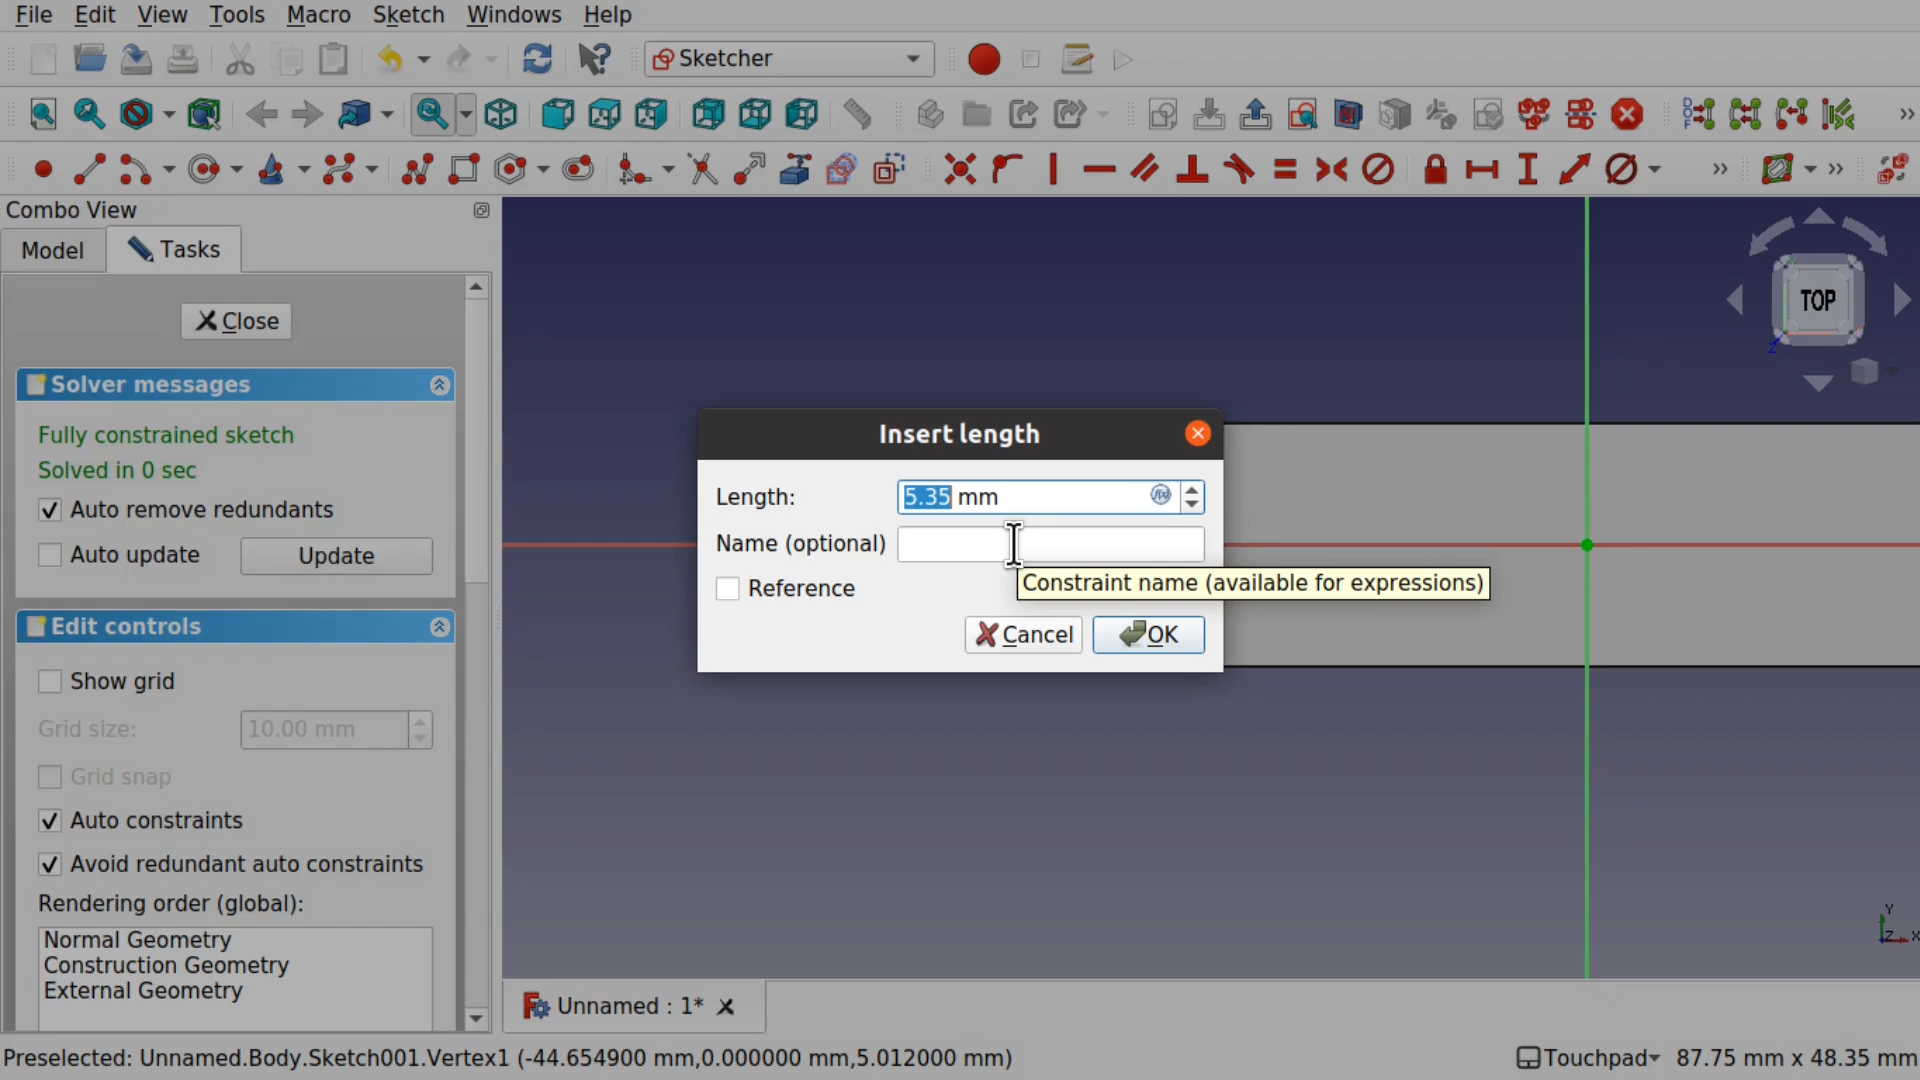 File Edit View Tools Macro Sketch Windows Help
Sketcher
Combo View
Model Tasks
Close
Solver messages
Fully constrained sketch
Solved in 0 sec
Auto remove redundants
Auto update Update
Edit controls
Show grid
Grid size: 10.00 mm
Grid snap
Auto constraints
Avoid redundant auto constraints
Rendering order (global):
Normal Geometry
Construction Geometry
External Geometry
TOP
Z
Insert length
Length: 5.35 mm
Name (optional)
Constraint name (available for expressions)
Reference
Cancel OK
Y
Z X
Unnamed : 1*
Preselected: Unnamed.Body.Sketch001.Vertex1 (-44.654900 mm,0.000000 mm,5.012000 mm)
Touchpad 87.75 mm x 48.35 mm